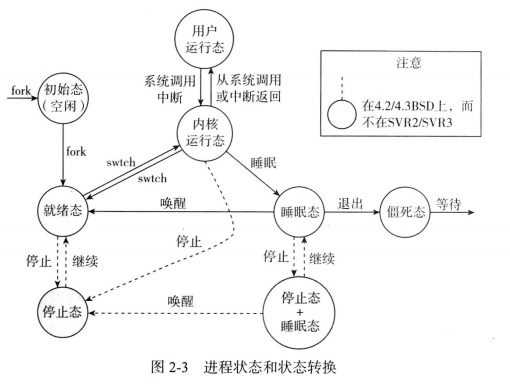 用户
运行态
注意
在4.2/4.3BSD上，而
不在SVR2/SVR3
系统调用
中断
从系统调用
或中断返回
fork
初始态
（空闲）
内核
运行态
fork
swtch
swtch
睡眠
就绪态
唤醒
睡眠态
退出
僵死态
等待
停止
继续
停止
停止
继续
停止态
唤醒
停止态
+
睡眠态
图 2-3 进程状态和状态转换